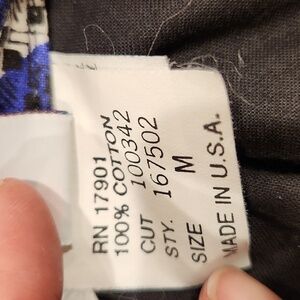 RN 17901
100% COTTON
100342
CUT 167502
STY.
SIZE M
MADE IN U.S.A.